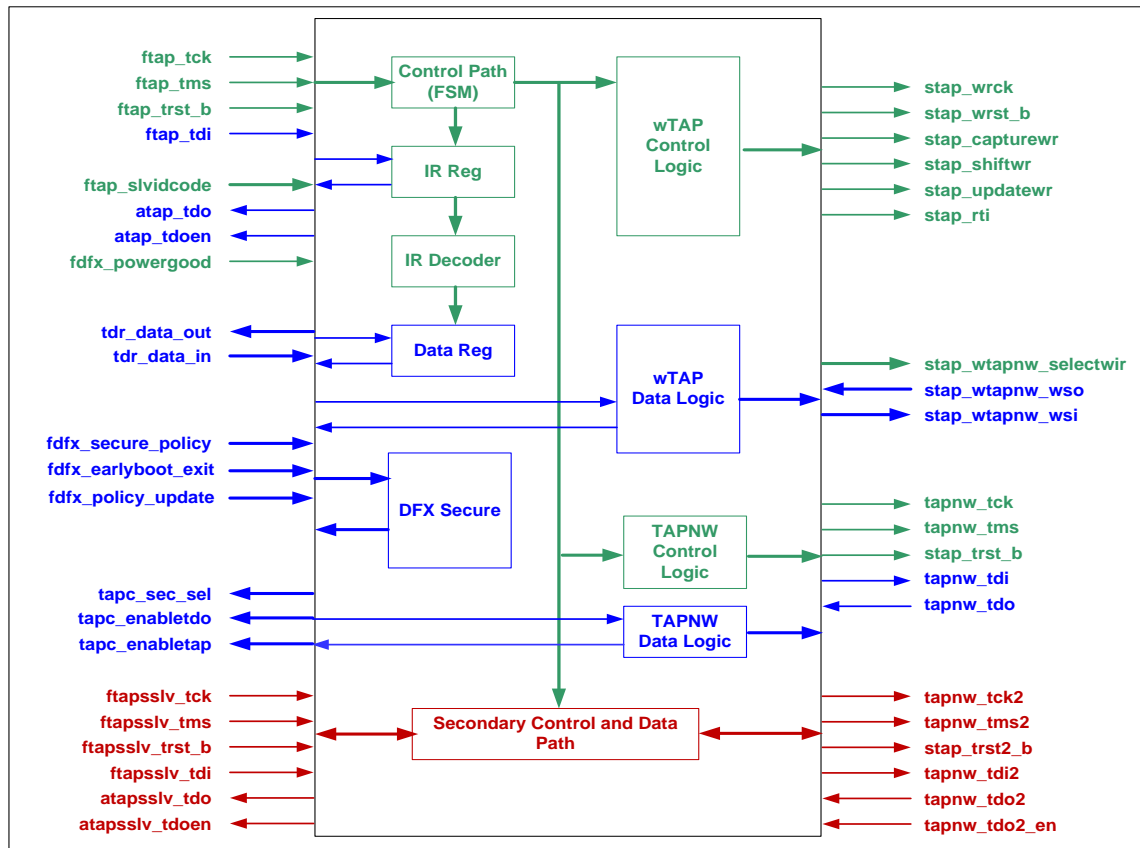 ftap_tck
ftap_tms
ftap_trst_b
ftap_tdi
ftap_slvidcode
atap_tdo
atap_tdoen
fdfx_powergood
tdr_data_out
tdr_data_in
fdfx_secure_policy
fdfx_earlyboot_exit
fdfx_policy_update
tapc_sec_sel
tapc_enabletdo
tapc_enabletap
ftapsslv_tck
ftapsslv_tms
ftapsslv_trst_b
ftapsslv_tdi
atapsslv_tdo
atapsslv_tdoen
Control Path
(FSM)
IR Reg
IR Decoder
Data Reg
DFX Secure
wTAP
Control
Logic
wTAP
Data Logic
TAPNW
Control
Logic
TAPNW
Data Logic
Secondary Control and Data
Path
stap_wrck
stap_wrst_b
stap_capturewr
stap_shiftwr
stap_updatewr
stap_rti
stap_wtapnw_selectwir
stap_wtapnw_wso
stap_wtapnw_wsi
tapnw_tck
tapnw_tms
stap_trst_b
tapnw_tdi
tapnw_tdo
tapnw_tck2
tapnw_tms2
stap_trst2_b
tapnw_tdi2
tapnw_tdo2
tapnw_tdo2_en